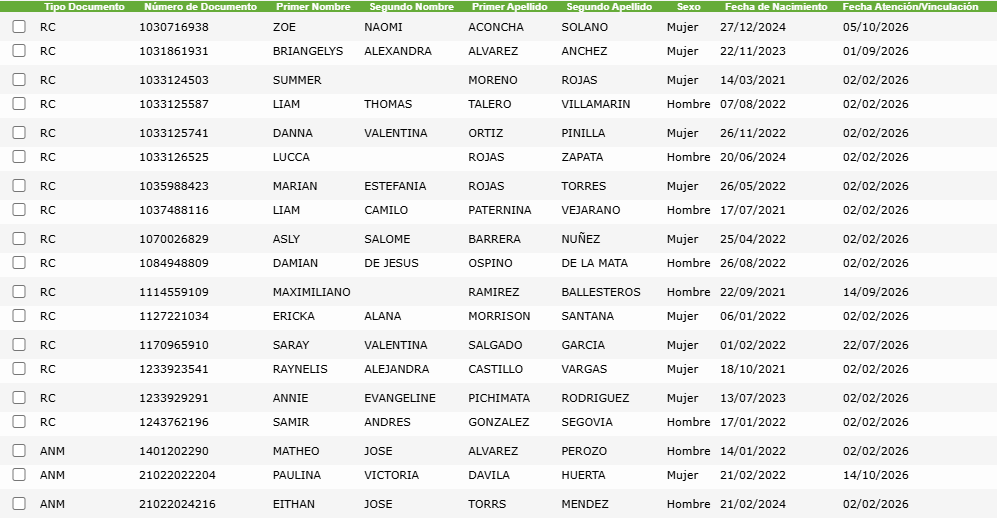 Tipo Documento Número de Documento Primer Nombre Segundo Nombre Primer Apellido Segundo Apellido Sexo Fecha de Nacimiento Fecha Atención/Vinculación
RC 1030716938 ZOE NAOMI ACONCHA SOLANO Mujer 27/12/2024 05/10/2026
RC 1031861931 BRIANGELYS ALEXANDRA ALVAREZ ANCHEZ Mujer 22/11/2023 01/09/2026
RC 1033124503 SUMMER MORENO ROJAS Mujer 14/03/2021 02/02/2026
RC 1033125587 LIAM THOMAS TALERO VILLAMARIN Hombre 07/08/2022 02/02/2026
RC 1033125741 DANNA VALENTINA ORTIZ PINILLA Mujer 26/11/2022 02/02/2026
RC 1033126525 LUCCA ROJAS ZAPATA Hombre 20/06/2024 02/02/2026
RC 1035988423 MARIAN ESTEFANIA ROJAS TORRES Mujer 26/05/2022 02/02/2026
RC 1037488116 LIAM CAMILO PATERNINA VEJARANO Hombre 17/07/2021 02/02/2026
RC 1070026829 ASLY SALOME BARRERA NUÑEZ Mujer 25/04/2022 02/02/2026
RC 1084948809 DAMIAN DE JESUS OSPINO DE LA MATA Hombre 26/08/2022 02/02/2026
RC 1114559109 MAXIMILIANO RAMIREZ BALLESTEROS Hombre 22/09/2021 14/09/2026
RC 1127221034 ERICKA ALANA MORRISON SANTANA Mujer 06/01/2022 02/02/2026
RC 1170965910 SARAY VALENTINA SALGADO GARCIA Mujer 01/02/2022 22/07/2026
RC 1233923541 RAYNELIS ALEJANDRA CASTILLO VARGAS Mujer 18/10/2021 02/02/2026
RC 1233929291 ANNIE EVANGELINE PICHIMATA RODRIGUEZ Mujer 13/07/2023 02/02/2026
RC 1243762196 SAMIR ANDRES GONZALEZ SEGOVIA Hombre 17/01/2022 02/02/2026
ANM 1401202290 MATHEO JOSE ALVAREZ PEROZO Hombre 14/01/2022 02/02/2026
ANM 21022022204 PAULINA VICTORIA DAVILA HUERTA Mujer 21/02/2022 14/10/2026
ANM 21022024216 EITHAN JOSE TORRS MENDEZ Hombre 21/02/2024 02/02/2026